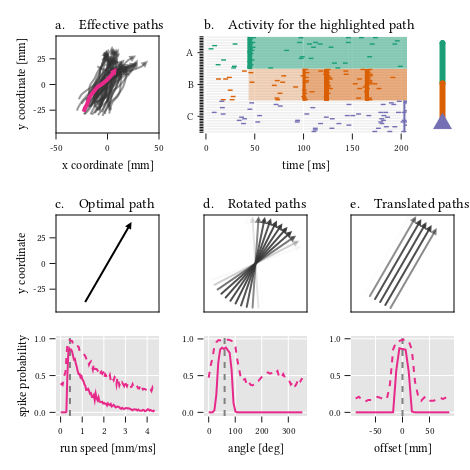 a. Effective paths
b. Activity for the highlighted path
y coordinate [mm]
25
0
-25
-50
0
50
x coordinate [mm]
A
B
C
0
50
100
150
200
time [ms]
c. Optimal path
d. Rotated paths
e. Translated paths
y coordinate
25
0
-25
spike probability
1.0
0.5
0.0
0
1
2
3
4
run speed [mm/ms]
1.0
0.5
0.0
0
100
200
300
angle [deg]
1.0
0.5
0.0
-50
0
50
offset [mm]